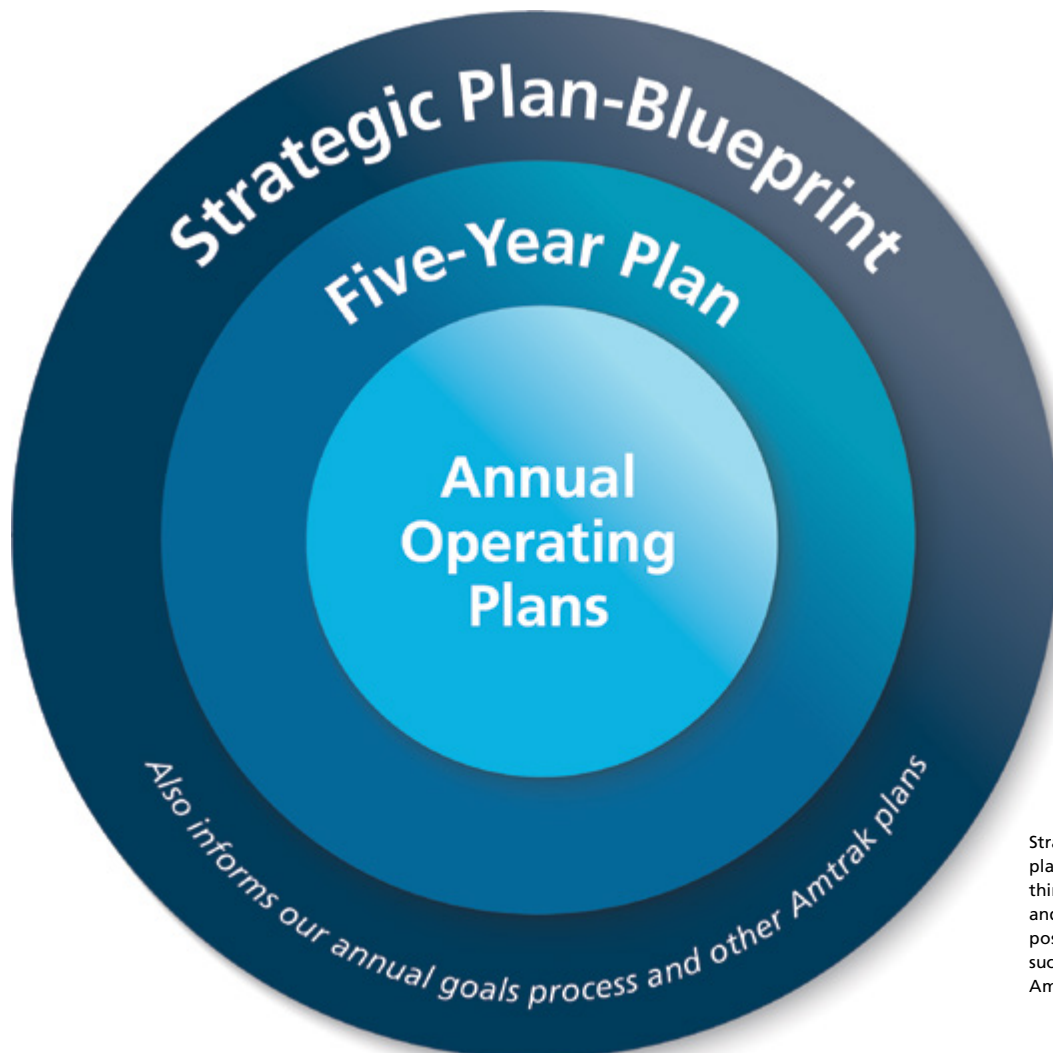 Strategic Plan-Blueprint
Five-Year Plan
Annual
Operating
Plans
Also informs our annual goals process and other Amtrak plans